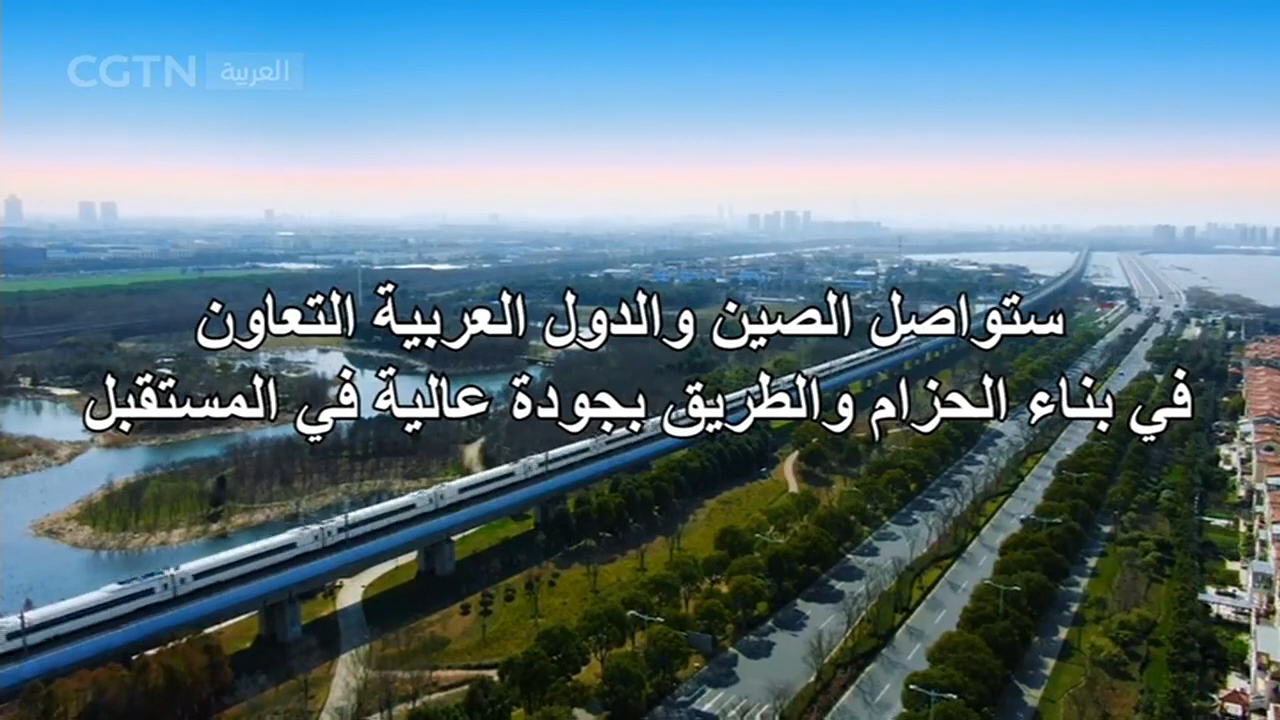 CGTN العربية
ستواصل الصين والدول العربية التعاون
في بناء الحزام والطريق بجودة عالية في المستقبل